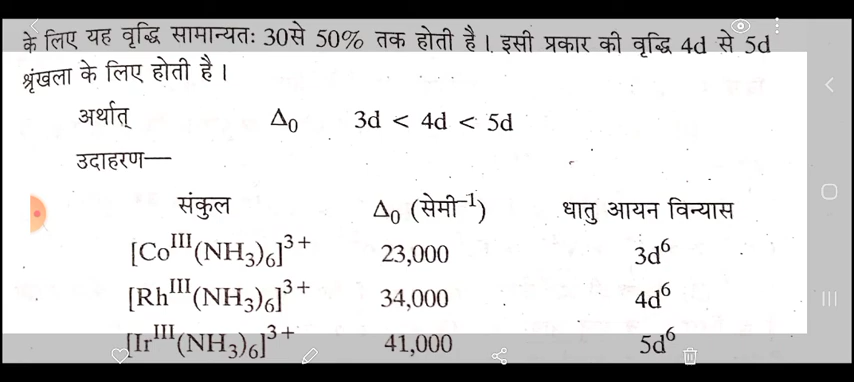 के लिए यह वृद्धि सामान्यतः 30से 50% तक होती है। इसी प्रकार की वृद्धि 4d से 5d
श्रृंखला के लिए होती है।
अर्थात् Δ₀ 3d < 4d < 5d
उदाहरण—
संकुल Δ₀ (सेमी⁻¹) धातु आयन विन्यास
[Coᴵᴵᴵ(NH₃)₆]³⁺ 23,000 3d⁶
[Rhᴵᴵᴵ(NH₃)₆]³⁺ 34,000 4d⁶
[Irᴵᴵᴵ(NH₃)₆]³⁺ 41,000 5d⁶